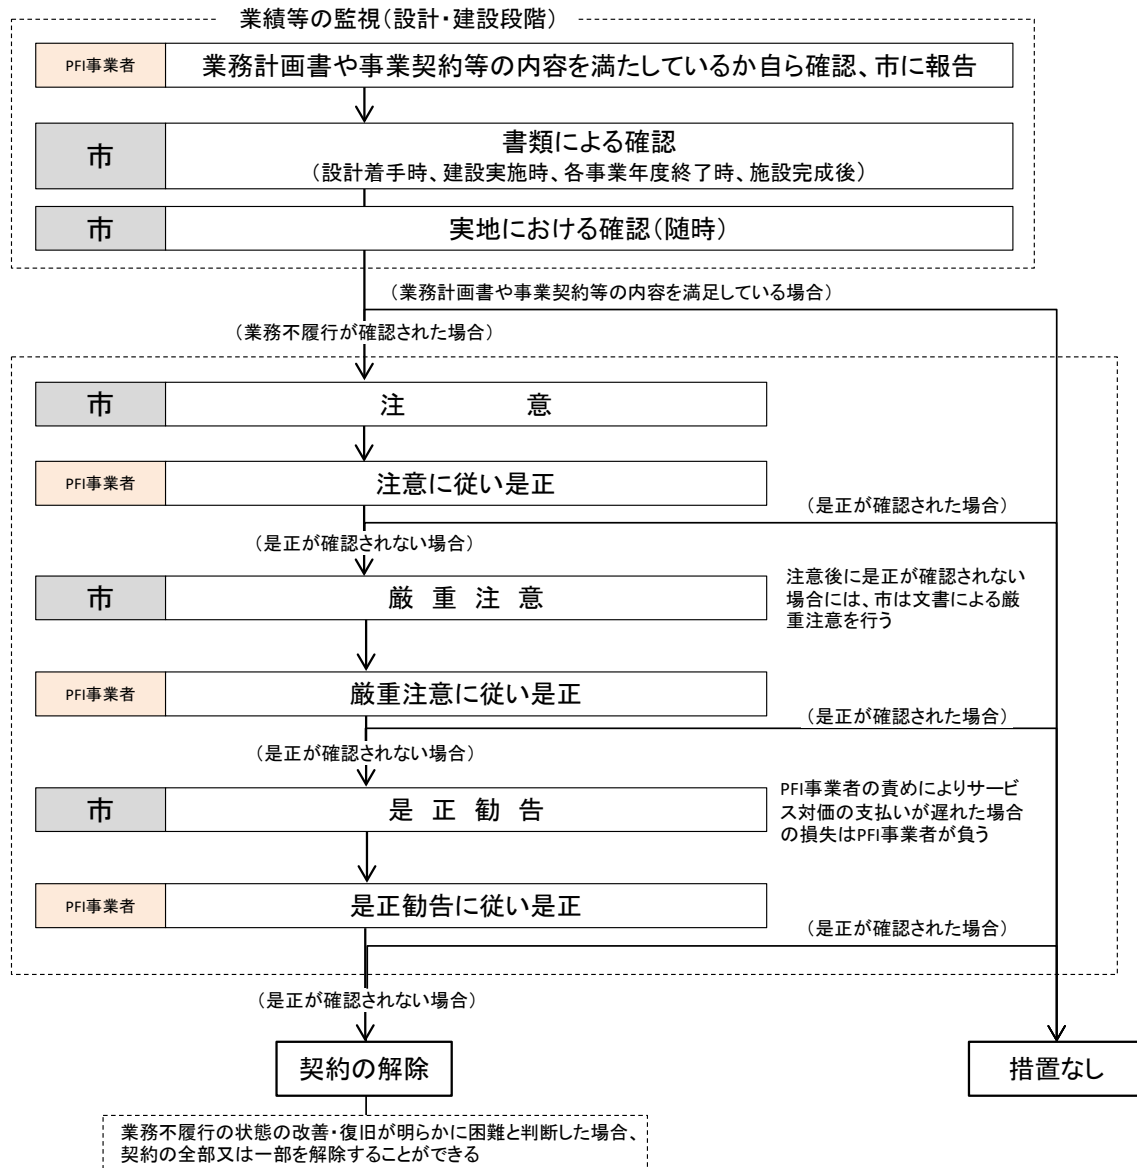 業績等の監視(設計・建設段階)
PFI事業者
業務計画書や事業契約等の内容を満たしているか自ら確認、市に報告
市
書類による確認
(設計着手時、建設実施時、各事業年度終了時、施設完成後)
市
実地における確認(随時)
(業務計画書や事業契約等の内容を満足している場合)
(業務不履行が確認された場合)
市
注 意
PFI事業者
注意に従い是正
(是正が確認された場合)
(是正が確認されない場合)
市
厳 重 注 意
注意後に是正が確認されない
場合には、市は文書による厳
重注意を行う
PFI事業者
厳重注意に従い是正
(是正が確認された場合)
(是正が確認されない場合)
市
是 正 勧 告
PFI事業者の責めによりサービ
ス対価の支払いが遅れた場合
の損失はPFI事業者が負う
PFI事業者
是正勧告に従い是正
(是正が確認された場合)
(是正が確認されない場合)
契約の解除
措置なし
業務不履行の状態の改善・復旧が明らかに困難と判断した場合、
契約の全部又は一部を解除することができる